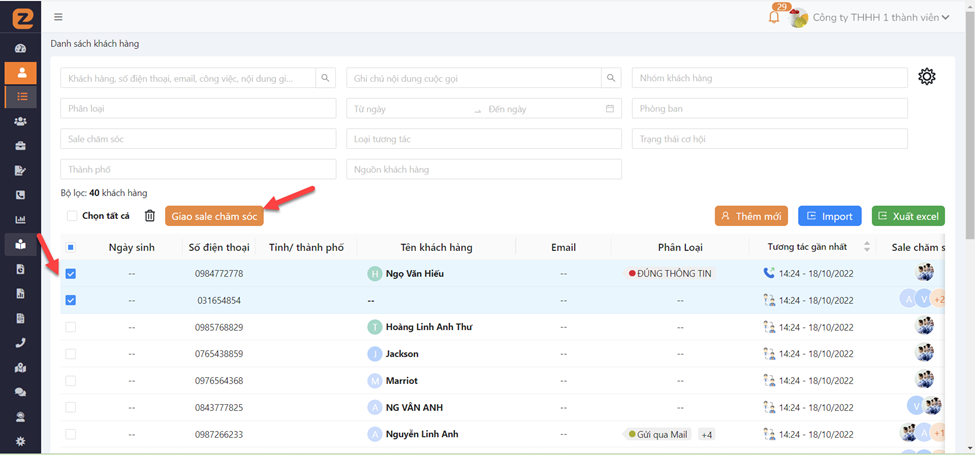 Z
29
Công ty THHH 1 thành viên
Danh sách khách hàng
Khách hàng, số điện thoại, email, công việc, nội dung gi...
Ghi chú nội dung cuộc gọi
Nhóm khách hàng
Phân loại
Từ ngày
Đến ngày
Phòng ban
Sale chăm sóc
Loại tương tác
Trạng thái cơ hội
Thành phố
Nguồn khách hàng
Bộ lọc: 40 khách hàng
Chọn tất cả
Giao sale chăm sóc
Thêm mới
Import
Xuất excel
Ngày sinh Số điện thoại Tỉnh/ thành phố Tên khách hàng Email Phân Loại Tương tác gần nhất Sale chăm s
-- 0984772778 -- H Ngọ Văn Hiếu -- ĐÚNG THÔNG TIN 14:24 - 18/10/2022
-- 031654854 -- -- -- -- 14:24 - 18/10/2022 A V +2
-- 0985768829 -- T Hoàng Linh Anh Thư -- -- 14:24 - 18/10/2022
-- 0765438859 -- J Jackson -- -- 14:24 - 18/10/2022
-- 0976564368 -- M Marriot -- -- 14:24 - 18/10/2022
-- 0843777825 -- A NG VÂN ANH -- -- 14:24 - 18/10/2022 V
-- 0987266233 -- A Nguyễn Linh Anh -- Gửi qua Mail +4 14:24 - 18/10/2022 A +1